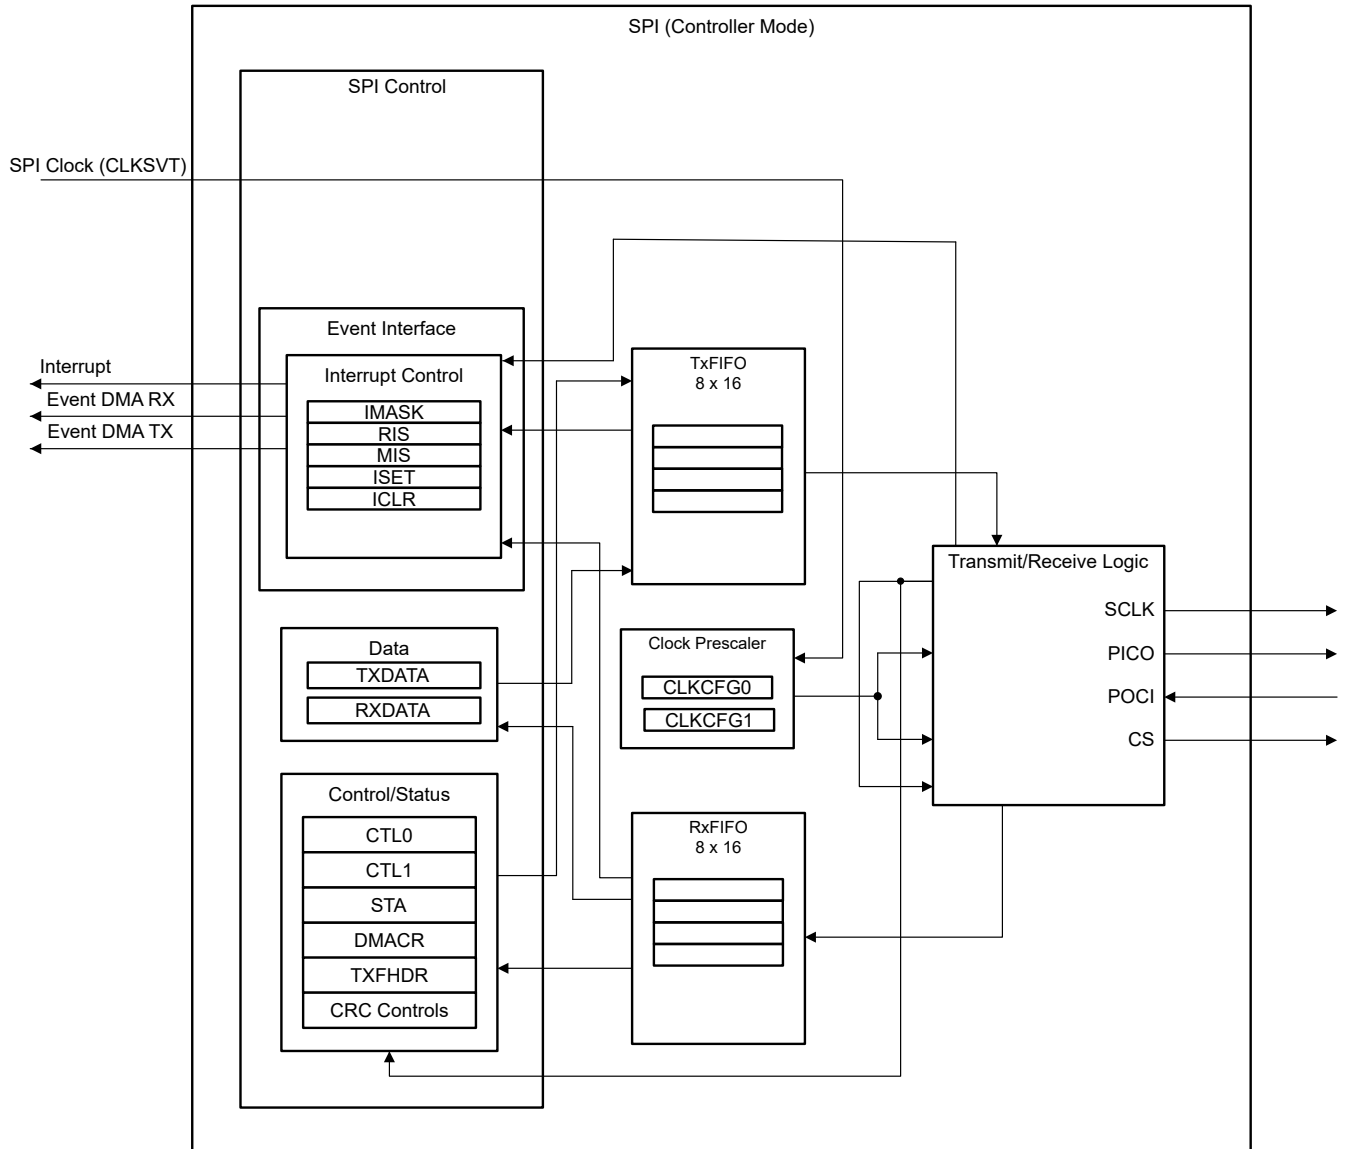 SPI (Controller Mode)
SPI Control
SPI Clock (CLKSVT)
Event Interface
Interrupt Control
IMASK
RIS
MIS
ISET
ICLR
Interrupt
Event DMA RX
Event DMA TX
TxFIFO
8 x 16
Transmit/Receive Logic
SCLK
PICO
POCI
CS
Data
TXDATA
RXDATA
Clock Prescaler
CLKCFG0
CLKCFG1
Control/Status
CTL0
CTL1
STA
DMACR
TXFHDR
CRC Controls
RxFIFO
8 x 16